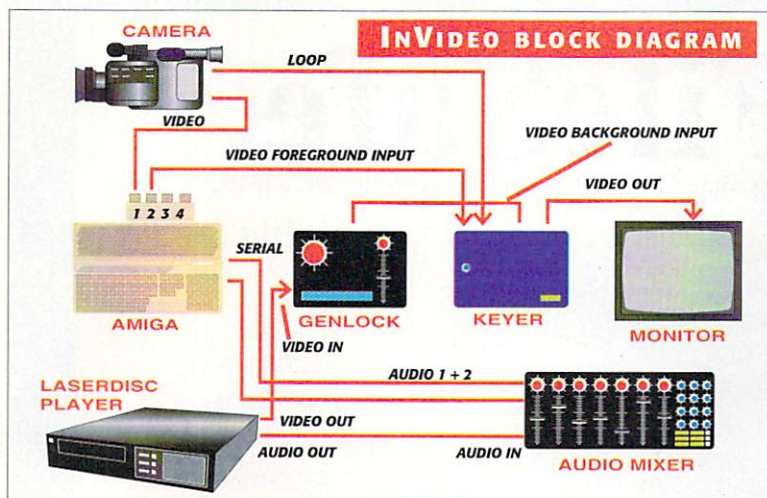 CAMERA
INVIDEO BLOCK DIAGRAM
LOOP
VIDEO
VIDEO BACKGROUND INPUT
VIDEO FOREGROUND INPUT
VIDEO OUT
1 2 3 4
SERIAL
AMIGA
GENLOCK
KEYER
MONITOR
VIDEO IN
LASERDISC
PLAYER
AUDIO 1 + 2
VIDEO OUT
AUDIO OUT
AUDIO IN
AUDIO MIXER